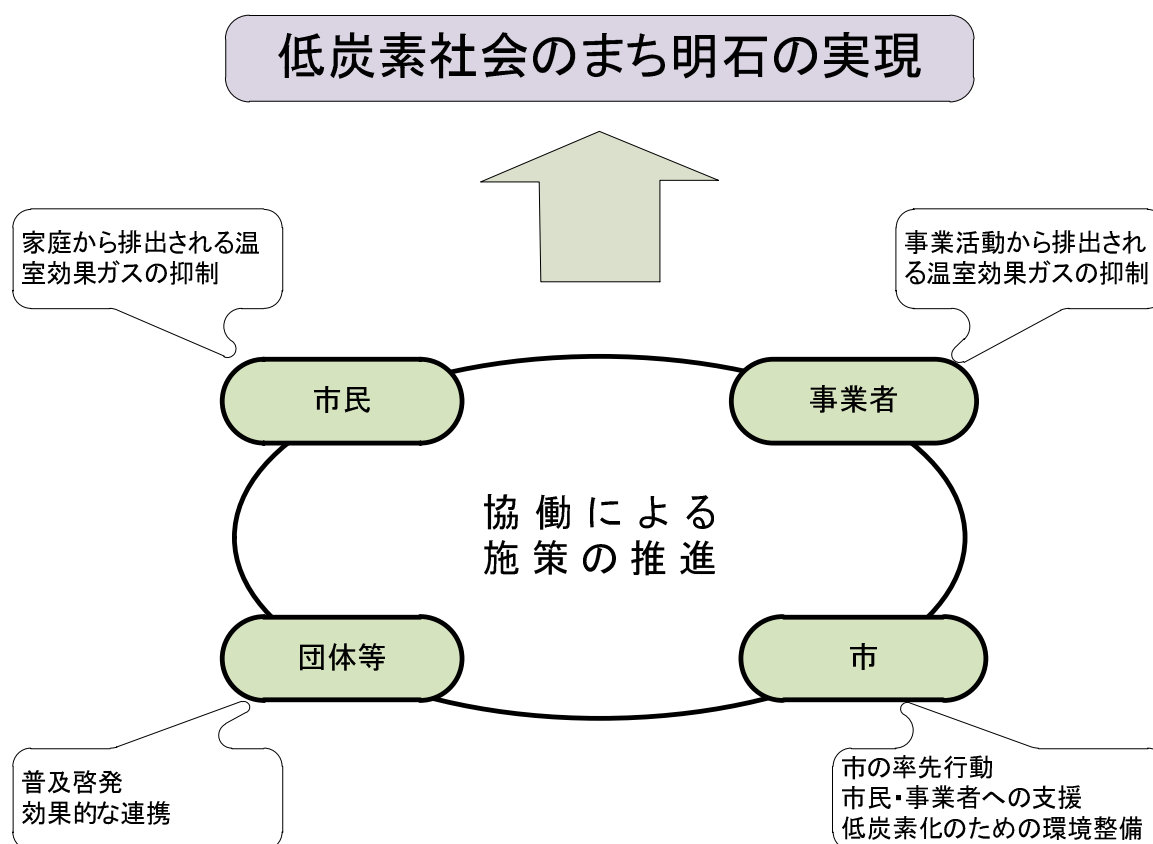 低炭素社会のまち明石の実現
家庭から排出される温
室効果ガスの抑制
事業活動から排出され
る温室効果ガスの抑制
市民
事業者
協働による
施策の推進
団体等
市
普及啓発
効果的な連携
市の率先行動
市民・事業者への支援
低炭素化のための環境整備